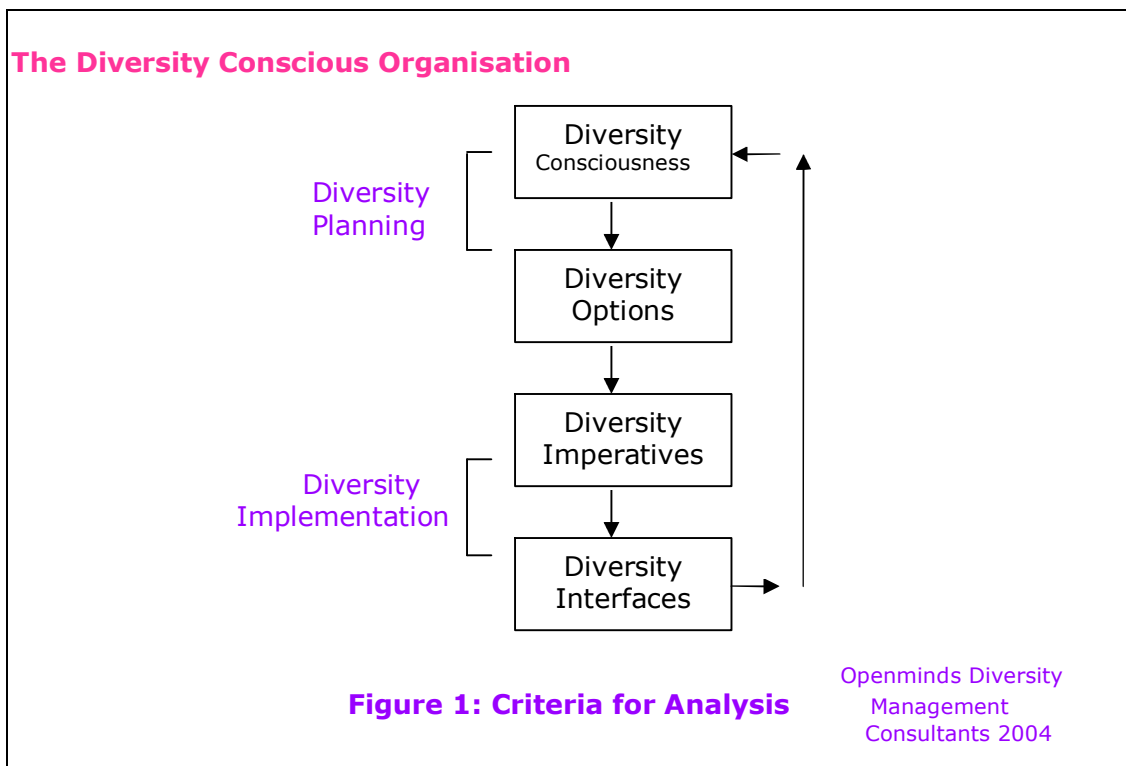 The Diversity Conscious Organisation
Diversity
Consciousness
Diversity
Planning
Diversity
Options
Diversity
Imperatives
Diversity
Implementation
Diversity
Interfaces
Figure 1: Criteria for Analysis
Openminds Diversity
Management
Consultants 2004